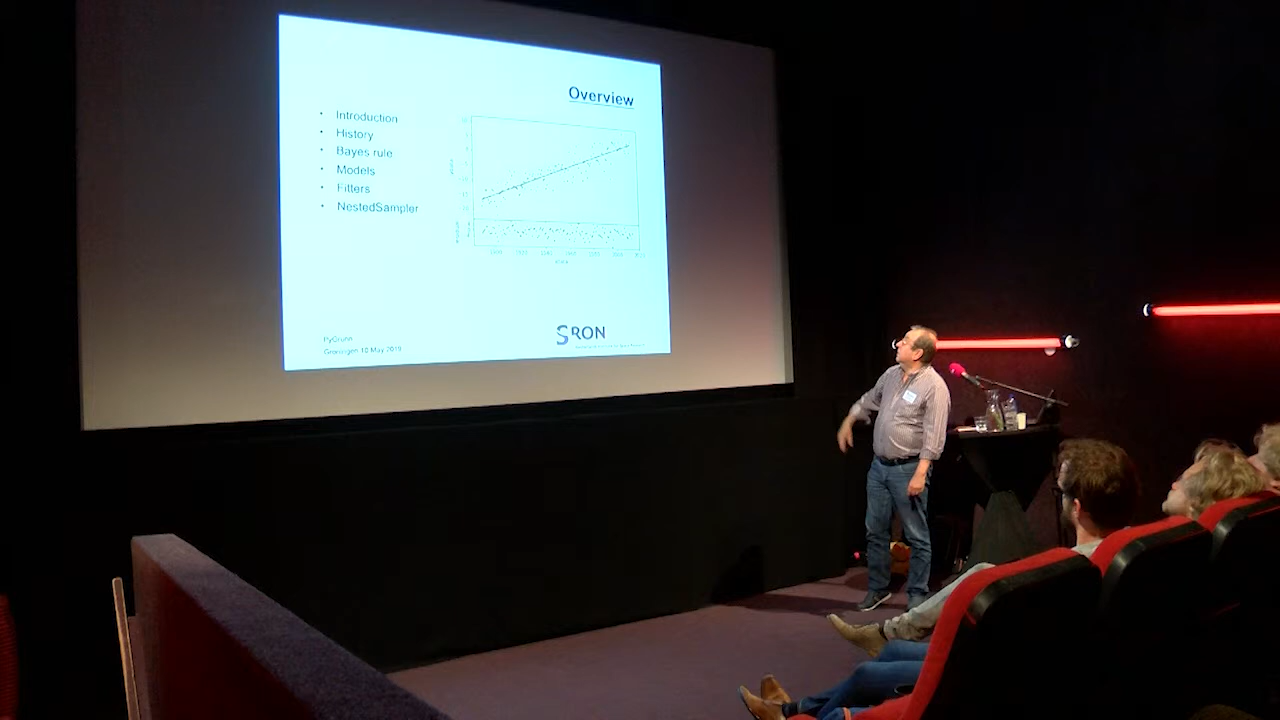 Overview
• Introduction
• History
• Bayes rule
• Models
• Fitters
• NestedSampler
PyGrunn
Groningen 10 May 2019
SRON